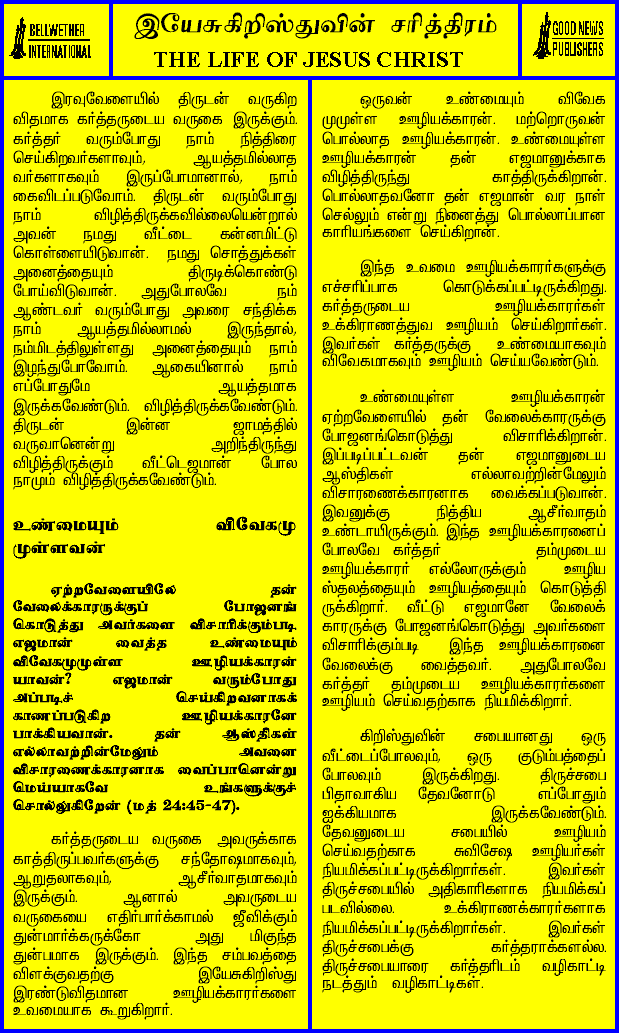 BELLWETHER
INTERNATIONAL
இயேசுகிறிஸ்துவின் சரித்திரம்
THE LIFE OF JESUS CHRIST
GOOD NEWS
PUBLISHERS
இரவுவேளையில் திருடன் வருகிற
விதமாக கர்த்தருடைய வருகை இருக்கும்.
கர்த்தர் வரும்போது நாம் நித்திரை
செய்கிறவர்களாவும், ஆயத்தமில்லாத
வர்களாகவும் இருப்போமானால், நாம்
கைவிடப்படுவோம். திருடன் வரும்போது
நாம் விழித்திருக்கவில்லையென்றால்
அவன் நமது வீட்டை கன்னமிட்டு
கொள்ளையிடுவான். நமது சொத்துக்கள்
அனைத்தையும் திருடிக்கொண்டு
போய்விடுவான். அதுபோலவே நம்
ஆண்டவர் வரும்போது அவரை சந்திக்க
நாம் ஆயத்தமில்லாமல் இருந்தால்,
நம்மிடத்திலுள்ளது அனைத்தையும் நாம்
இழந்துபோவோம். ஆகையினால் நாம்
எப்போதுமே ஆயத்தமாக
இருக்கவேண்டும். விழித்திருக்கவேண்டும்.
திருடன் இன்ன ஜாமத்தில்
வருவானென்று அறிந்திருந்து
விழித்திருக்கும் வீட்டெஜமான் போல
நாமும் விழித்திருக்கவேண்டும்.
உண்மையும் விவேகமு
முள்ளவன்
ஏற்றவேளையிலே தன்
வேலைக்காரருக்குப் போஜனங்
கொடுத்து அவர்களை விசாரிக்கும்படி
எஜமான் வைத்த உண்மையும்
விவேகமுமுள்ள ஊழியக்காரன்
யாவன்? எஜமான் வரும்போது
அப்படிச் செய்கிறவனாகக்
காணப்படுகிற ஊழியக்காரனே
பாக்கியவான். தன் ஆஸ்திகள்
எல்லாவற்றின்மேலும் அவனை
விசாரணைக்காரனாக வைப்பானென்று
மெய்யாகவே உங்களுக்குச்
சொல்லுகிறேன் (மத் 24:45-47).
கர்த்தருடைய வருகை அவருக்காக
காத்திருப்பவர்களுக்கு சந்தோஷமாகவும்,
ஆறுதலாகவும், ஆசீர்வாதமாகவும்
இருக்கும். ஆனால் அவருடைய
வருகையை எதிர்பார்க்காமல் ஜீவிக்கும்
துன்மார்க்கருக்கோ அது மிகுந்த
துன்பமாக இருக்கும். இந்த சம்பவத்தை
விளக்குவதற்கு இயேசுகிறிஸ்து
இரண்டுவிதமான ஊழியக்காரர்களை
உவமையாக கூறுகிறார்.
ஒருவன் உண்மையும் விவேக
முமுள்ள ஊழியக்காரன். மற்றொருவன்
பொல்லாத ஊழியக்காரன். உண்மையுள்ள
ஊழியக்காரன் தன் எஜமானுக்காக
விழித்திருந்து காத்திருக்கிறான்.
பொல்லாதவனோ தன் எஜமான் வர நாள்
செல்லும் என்று நினைத்து பொல்லாப்பான
காரியங்களை செய்கிறான்.
இந்த உவமை ஊழியக்காரர்களுக்கு
எச்சரிப்பாக கொடுக்கப்பட்டிருக்கிறது.
கர்த்தருடைய ஊழியக்காரர்கள்
உக்கிராணத்துவ ஊழியம் செய்கிறார்கள்.
இவர்கள் கர்த்தருக்கு உண்மையாகவும்
விவேகமாகவும் ஊழியம் செய்யவேண்டும்.
உண்மையுள்ள ஊழியக்காரன்
ஏற்றவேளையில் தன் வேலைக்காரருக்கு
போஜனங்கொடுத்து விசாரிக்கிறான்.
இப்படிப்பட்டவன் தன் எஜமானுடைய
ஆஸ்திகள் எல்லாவற்றின்மேலும்
விசாரணைக்காரனாக வைக்கப்படுவான்.
இவனுக்கு நித்திய ஆசீர்வாதம்
உண்டாயிருக்கும். இந்த ஊழியக்காரனைப்
போலவே கர்த்தர் தம்முடைய
ஊழியக்காரர் எல்லோருக்கும் ஊழிய
ஸ்தலத்தையும் ஊழியத்தையும் கொடுத்தி
ருக்கிறார். வீட்டு எஜமானே வேலைக்
காரருக்கு போஜனங்கொடுத்து அவர்களை
விசாரிக்கும்படி இந்த ஊழியக்காரனை
வேலைக்கு வைத்தவர். அதுபோலவே
கர்த்தர் தம்முடைய ஊழியக்காரர்களை
ஊழியம் செய்வதற்காக நியமிக்கிறார்.
கிறிஸ்துவின் சபையானது ஒரு
வீட்டைப்போலவும், ஒரு குடும்பத்தைப்
போலவும் இருக்கிறது. திருச்சபை
பிதாவாகிய தேவனோடு எப்போதும்
ஐக்கியமாக இருக்கவேண்டும்.
தேவனுடைய சபையில் ஊழியம்
செய்வதற்காக சுவிசேஷ ஊழியர்கள்
நியமிக்கப்பட்டிருக்கிறார்கள். இவர்கள்
திருச்சபையில் அதிகாரிகளாக நியமிக்கப்
படவில்லை. உக்கிராணக்காரர்களாக
நியமிக்கப்பட்டிருக்கிறார்கள். இவர்கள்
திருச்சபைக்கு கர்த்தராக்களல்ல.
திருச்சபையாரை கர்த்தரிடம் வழிகாட்டி
நடத்தும் வழிகாட்டிகள்.